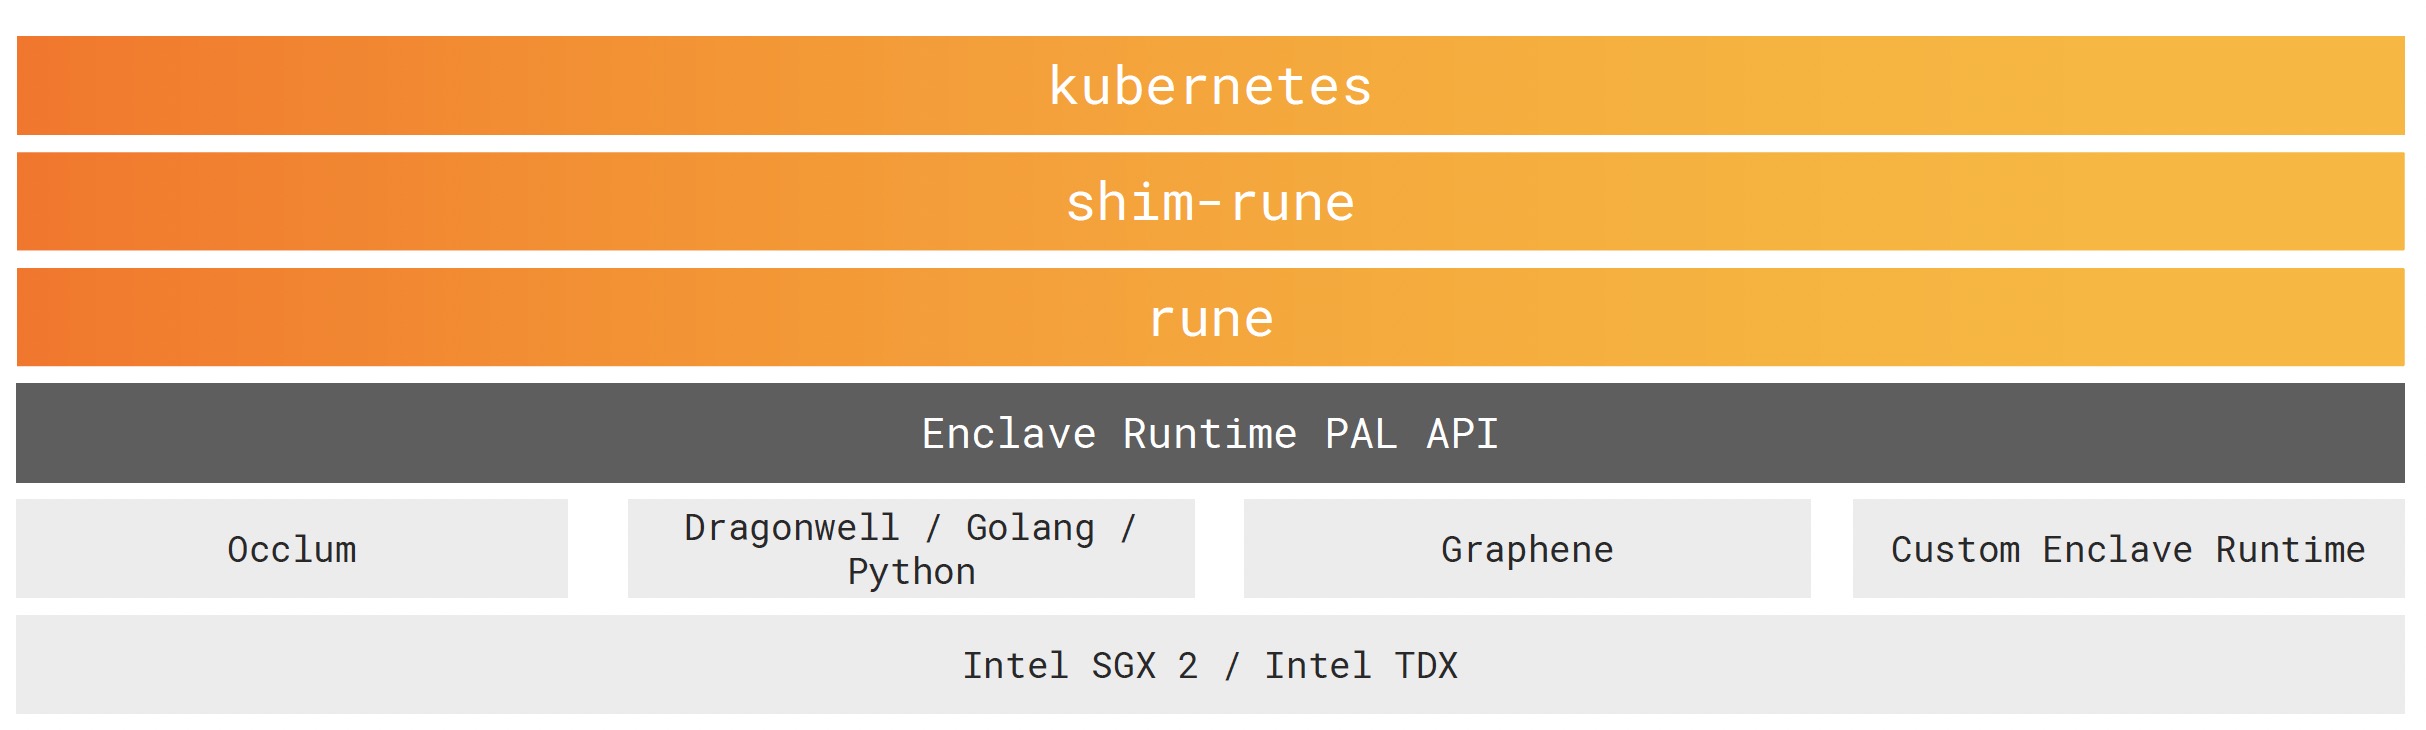 kubernetes
shim-rune
rune
Enclave Runtime PAL API
Occlum
Dragonwell / Golang /
Python
Graphene
Custom Enclave Runtime
Intel SGX 2 / Intel TDX